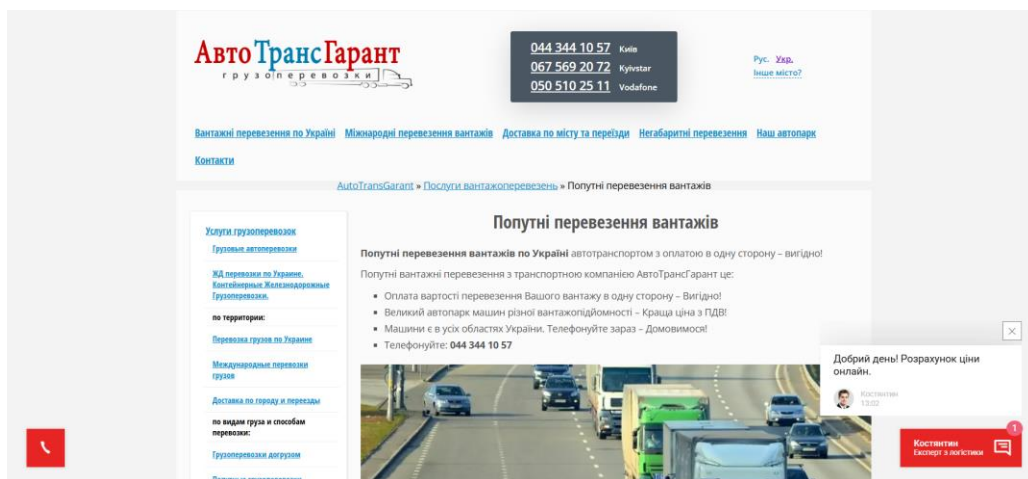 АвтоТрансГарант
грузоперевозки
044 344 10 57 Київ
067 569 20 72 Kyivstar
050 510 25 11 Vodafone
Рус. Укр.
Інше місто?
Вантажні перевезення по Україні Міжнародні перевезення вантажів Доставка по місту та переїзди Негабаритні перевезення Наш автопарк
Контакти
AutoTransGarant » Послуги вантажоперевезень » Попутні перевезення вантажів
Услуги грузоперевозок
Грузовые автоперевозки
ЖД перевозки по Украине.
Контейнерные Железнодорожные
Грузоперевозки.
по территории:
Перевозка грузов по Украине
Международные перевозки
грузов
Доставка по городу и переезды
по видам груза и способам
перевозки:
Грузоперевозки догрузом
Попутні перевезення вантажів
Попутні перевезення вантажів по Україні автотранспортом з оплатою в одну сторону – вигідно!
Попутні вантажні перевезення з транспортною компанією АвтоТрансГарант це:
Оплата вартості перевезення Вашого вантажу в одну сторону – Вигідно!
Великий автопарк машин різної вантажопідйомності – Краща ціна з ПДВ!
Машини є в усіх областях України. Телефонуйте зараз – Домовимося!
Телефонуйте: 044 344 10 57
Добрий день! Розрахунок ціни
онлайн.
Костянтин
13:02
1
Костянтин
Експерт з логістики